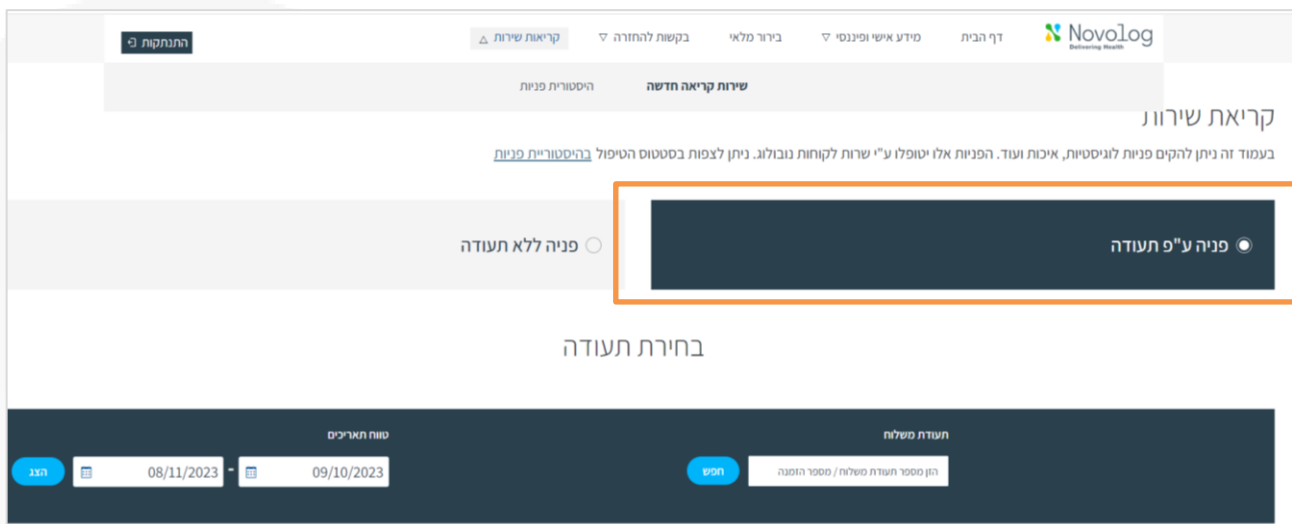 Novolog
Delivering Health
דף הבית
מידע אישי ופיננסי
בירור מלאי
בקשות להחזרה
קריאות שירות
התנתקות
שירות קריאה חדשה
היסטורית פניות
קריאת שירות
בעמוד זה ניתן להקים פניות לוגיסטיות, איכות ועוד. הפניות אלו יטופלו ע"י שרות לקוחות נובולוג. ניתן לצפות בסטטוס הטיפול בהיסטוריית פניות
פניה ע"פ תעודה
פניה ללא תעודה
בחירת תעודה
תעודת משלוח
טווח תאריכים
הזן מספר תעודת משלוח / מספר הזמנה
חפש
09/10/2023 - 08/11/2023
הצג